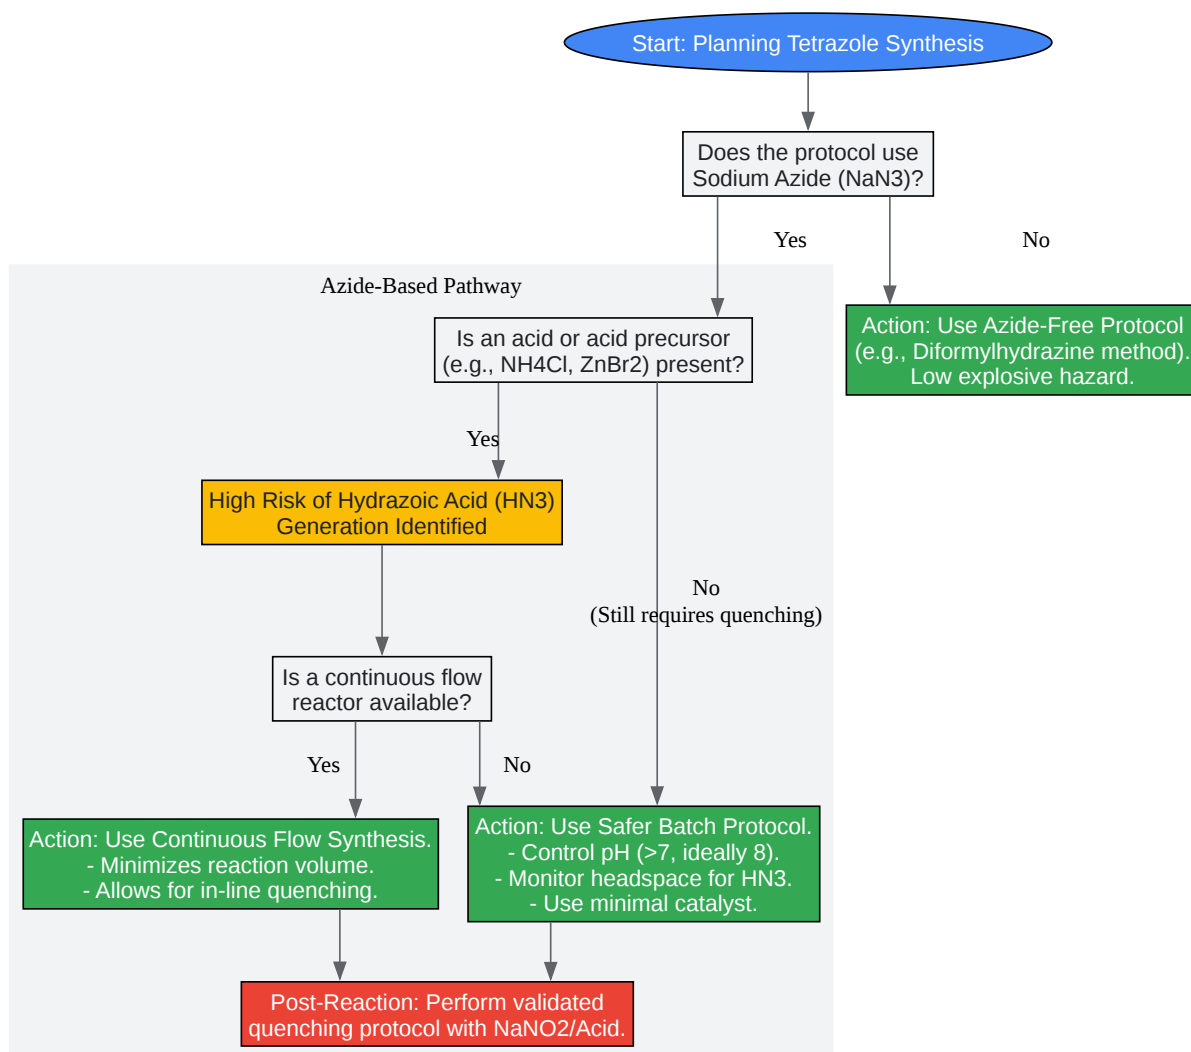 Start: Planning Tetrazole Synthesis
Does the protocol use
Sodium Azide (NaN3)?
Yes
No
Azide-Based Pathway
Is an acid or acid precursor
(e.g., NH4Cl, ZnBr2) present?
Action: Use Azide-Free Protocol
(e.g., Diformylhydrazine method).
Low explosive hazard.
Yes
High Risk of Hydrazoic Acid (HN3)
Generation Identified
No
(Still requires quenching)
Is a continuous flow
reactor available?
Yes
No
Action: Use Continuous Flow Synthesis.
- Minimizes reaction volume.
- Allows for in-line quenching.
Action: Use Safer Batch Protocol.
- Control pH (>7, ideally 8).
- Monitor headspace for HN3.
- Use minimal catalyst.
Post-Reaction: Perform validated
quenching protocol with NaNO2/Acid.